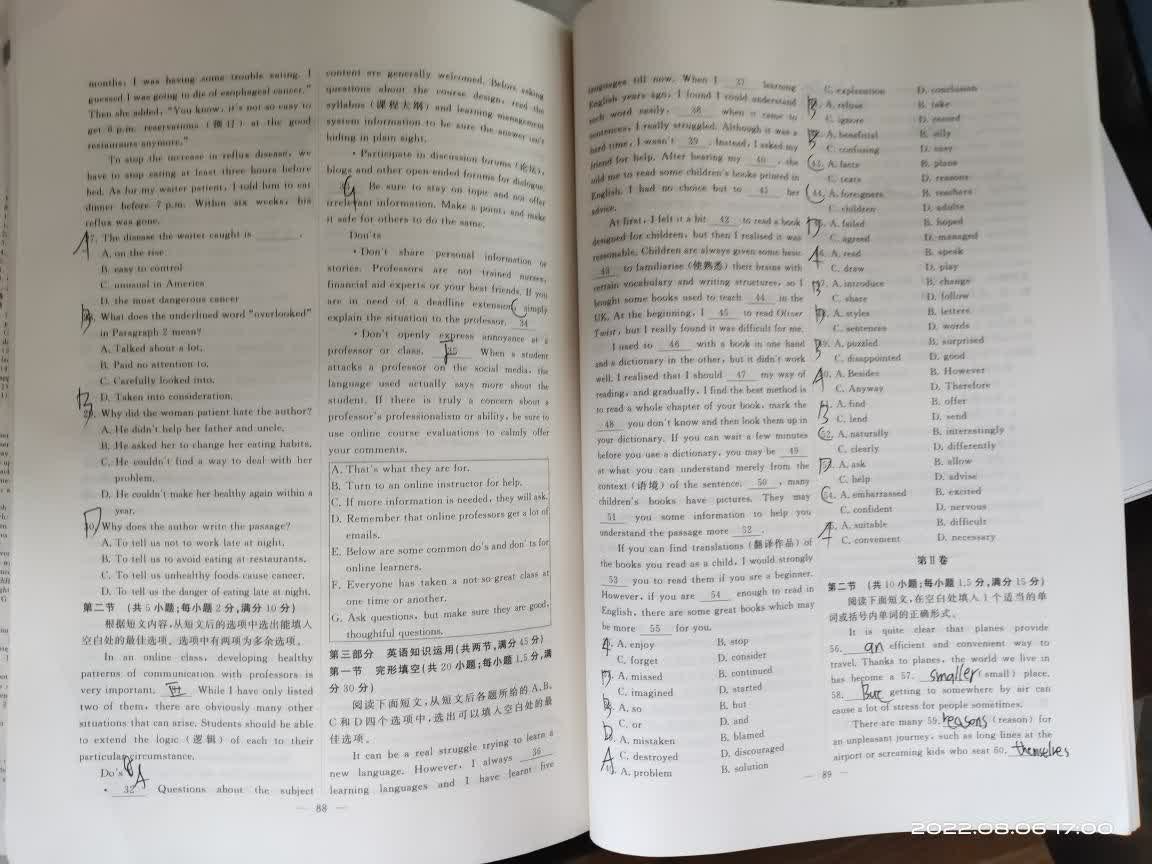 months, I was having some trouble eating. I
guessed I was going to die of esophageal cancer."
Then she added, "You know, it's not so easy to
get 6 p.m. reservations (预订) at the good
restaurants anymore."
To stop the increase in reflux disease, we
have to stop eating at least three hours before
bed. As for my waiter patient, I told him to eat
dinner before 7 p.m. Within six weeks, his
reflux was gone.
A
27. The disease the waiter caught is ______.
A. on the rise
B. easy to control
C. unusual in America
D. the most dangerous cancer
B
What does the underlined word "overlooked"
in Paragraph 2 mean?
A. Talked about a lot.
B. Paid no attention to.
C. Carefully looked into.
D. Taken into consideration.
B
29. Why did the woman patient hate the author?
A. He didn't help her father and uncle.
B. He asked her to change her eating habits.
C. He couldn't find a way to deal with her
problem.
D. He couldn't make her healthy again within a
year.
D
30. Why does the author write the passage?
A. To tell us not to work late at night.
B. To tell us to avoid eating at restaurants.
C. To tell us unhealthy foods cause cancer.
D. To tell us the danger of eating late at night.
第二节 (共5小题;每小题2分,满分10分)
根据短文内容,从短文后的选项中选出能填入
空白处的最佳选项。选项中有两项为多余选项。
In an online class, developing healthy
patterns of communication with professors is
very important. While I have only listed
two of them, there are obviously many other
situations that can arise. Students should be able
to extend the logic (逻辑) of each to their
particular circumstance.
Do's
A
• 32 Questions about the subject
content are generally welcomed. Before asking
questions about the course design, read the
syllabus (课程大纲) and learning management
system information to be sure the answer isn't
hiding in plain sight.
• Participate in discussion forums (论坛),
blogs and other open-ended forums for dialogue.
G Be sure to stay on topic and not offer
irrelevant information. Make a point, and make
it safe for others to do the same.
Don'ts
• Don't share personal information or
stories. Professors are not trained nurses,
financial aid experts or your best friends. If you
are in need of a deadline extension, simply
explain the situation to the professor. 34
C
• Don't openly express annoyance at a
professor or class. 35 When a student
attacks a professor on the social media, the
language used actually says more about the
student. If there is truly a concern about a
professor's professionalism or ability, be sure to
use online course evaluations to calmly offer
your comments.
A. That's what they are for.
B. Turn to an online instructor for help.
C. If more information is needed, they will ask.
D. Remember that online professors get a lot of
emails.
E. Below are some common do's and don'ts for
online learners.
F. Everyone has taken a not-so-great class at
one time or another.
G. Ask questions, but make sure they are good,
thoughtful questions.
第三部分 英语知识运用(共两节,满分45分)
第一节 完形填空(共20小题;每小题1.5分,满
分30分)
阅读下面短文,从短文后各题所给的A、B、
C和D四个选项中,选出可以填入空白处的最
佳选项。
It can be a real struggle trying to learn a
new language. However, I always 36
learning languages and I have learnt five
— 88 —
languages till now. When I 37 learning
English years ago, I found I could understand
each word easily, 38 when it came to
sentences, I really struggled. Although it was a
hard time, I wasn't 39 . Instead, I asked my
friend for help. After hearing my 40 , she
told me to read some children's books printed in
English. I had no choice but to 41 her
advice.
At first, I felt it a bit 42 to read a book
designed for children, but then I realised it was
reasonable. Children are always given some basic
43 to familiarise (使熟悉) their brains with
certain vocabulary and writing structures, so I
bought some books used to teach 44 in the
UK. At the beginning, I 45 to read Oliver
Twist, but I really found it was difficult for me.
I used to 46 with a book in one hand
and a dictionary in the other, but it didn't work
well. I realised that I should 47 my way of
reading, and gradually, I find the best method is
to read a whole chapter of your book, mark the
48 you don't know and then look them up in
your dictionary. If you can wait a few minutes
before you use a dictionary, you may be 49
at what you can understand merely from the
context (语境) of the sentence. 50 , many
children's books have pictures. They may
51 you some information to help you
understand the passage more 52 .
If you can find translations (翻译作品) of
the books you read as a child, I would strongly
53 you to read them if you are a beginner.
However, if you are 54 enough to read in
English, there are some great books which may
be more 55 for you.
A. enjoy B. stop
C. forget D. consider
A. missed B. continued
C. imagined D. started
A. so B. but
C. or D. and
A. mistaken B. blamed
C. destroyed D. discouraged
A. problem B. solution
C. explanation D. conclusion
A. refuse B. take
C. ignore D. record
A. beneficial B. silly
C. confusing D. easy
43. A. facts B. plans
C. texts D. reasons
44. A. foreigners B. teachers
C. children D. adults
A. failed B. hoped
C. agreed D. managed
A. read B. speak
C. draw D. play
A. introduce B. change
C. share D. follow
A. styles B. letters
C. sentences D. words
A. puzzled B. surprised
C. disappointed D. good
A. Besides B. However
C. Anyway D. Therefore
A. find B. offer
C. lend D. send
52. A. naturally B. interestingly
C. clearly D. differently
A. ask B. allow
C. help D. advise
54. A. embarrassed B. excited
C. confident D. nervous
A. suitable B. difficult
C. convenient D. necessary
第Ⅱ卷
第二节 (共10小题;每小题1.5分,满分15分)
阅读下面短文,在空白处填入1个适当的单
词或括号内单词的正确形式。
It is quite clear that planes provide
56. an efficient and convenient way to
travel. Thanks to planes, the world we live in
has become a 57. smaller (small) place.
58. But getting to somewhere by air can
cause a lot of stress for people sometimes.
There are many 59. reasons (reason) for
an unpleasant journey, such as long lines at the
airport or screaming kids who seat 60. themselves
— 89 —
2022.08.06 17:00